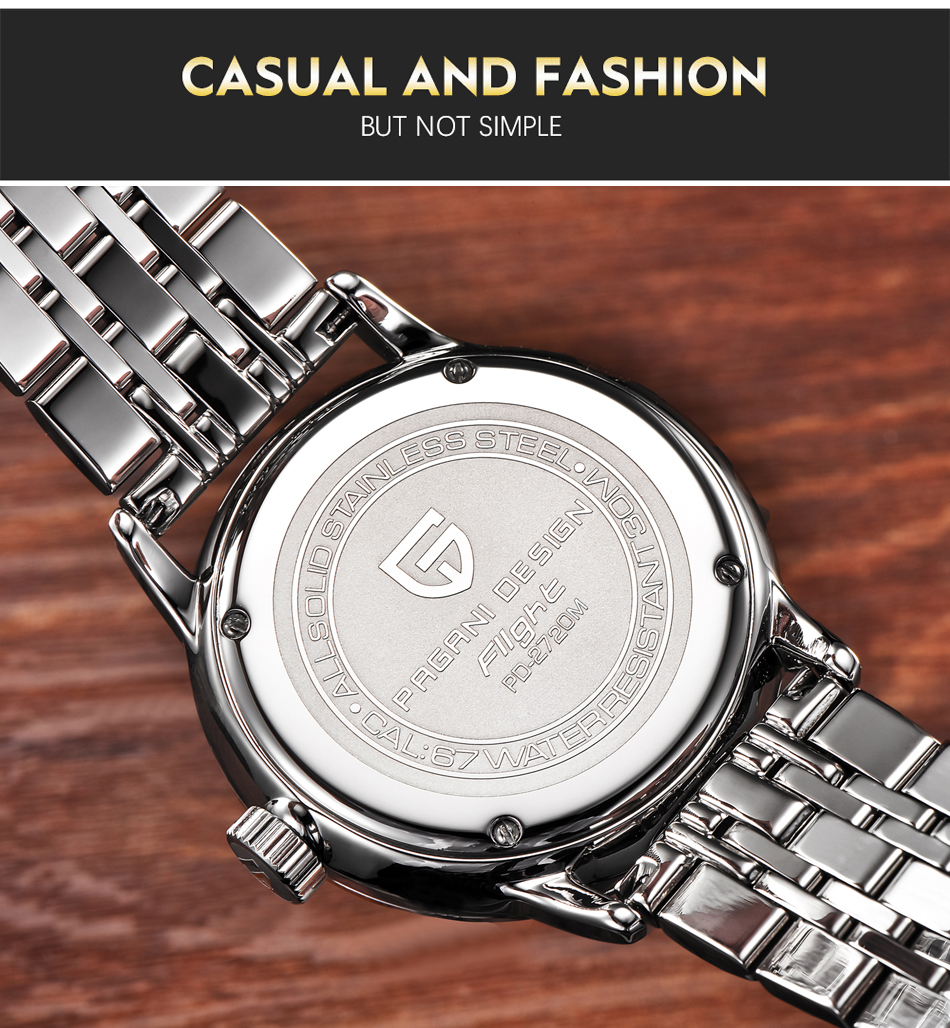 CASUAL AND FASHION
BUT NOT SIMPLE
ALL SOLID STAINLESS STEEL • 30M WATER RESISTANT CAL:67 •
PAGANI DESIGN
Flight
PD-2720M